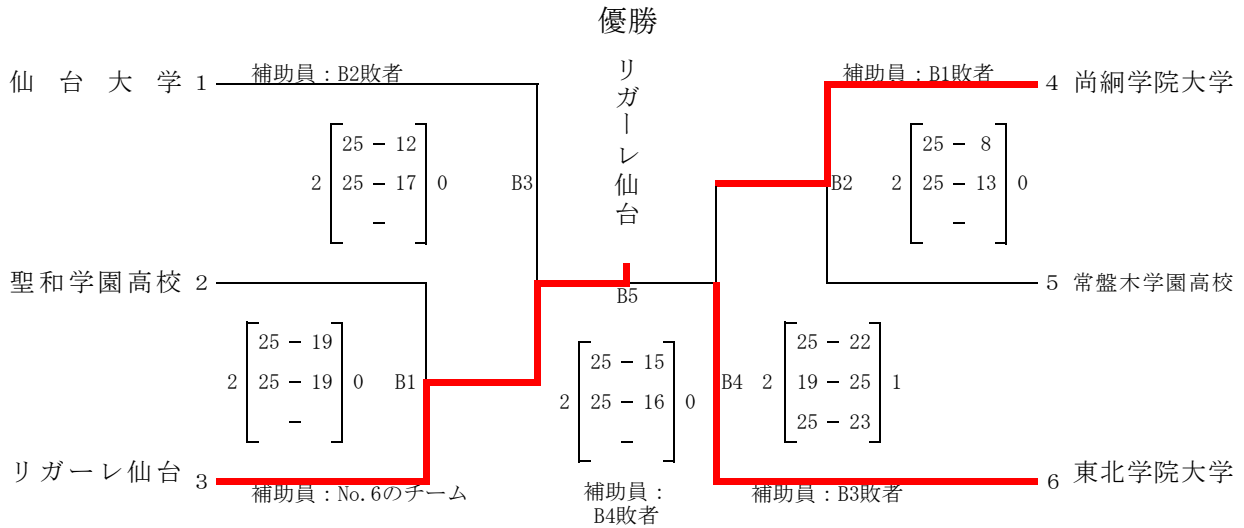 優勝
リガーレ仙台
仙台大学 1
補助員：B2敗者
補助員：B1敗者
4 尚絅学院大学
25 － 12
2 25 － 17 0
－
B3
B2
25 － 8
2 25 － 13 0
－
聖和学園高校 2
B5
5 常盤木学園高校
25 － 19
2 25 － 19 0
－
B1
25 － 15
2 25 － 16 0
－
B4
25 － 22
2 19 － 25 1
25 － 23
リガーレ仙台 3
補助員：No.6のチーム
補助員：
B4敗者
補助員：B3敗者
6 東北学院大学